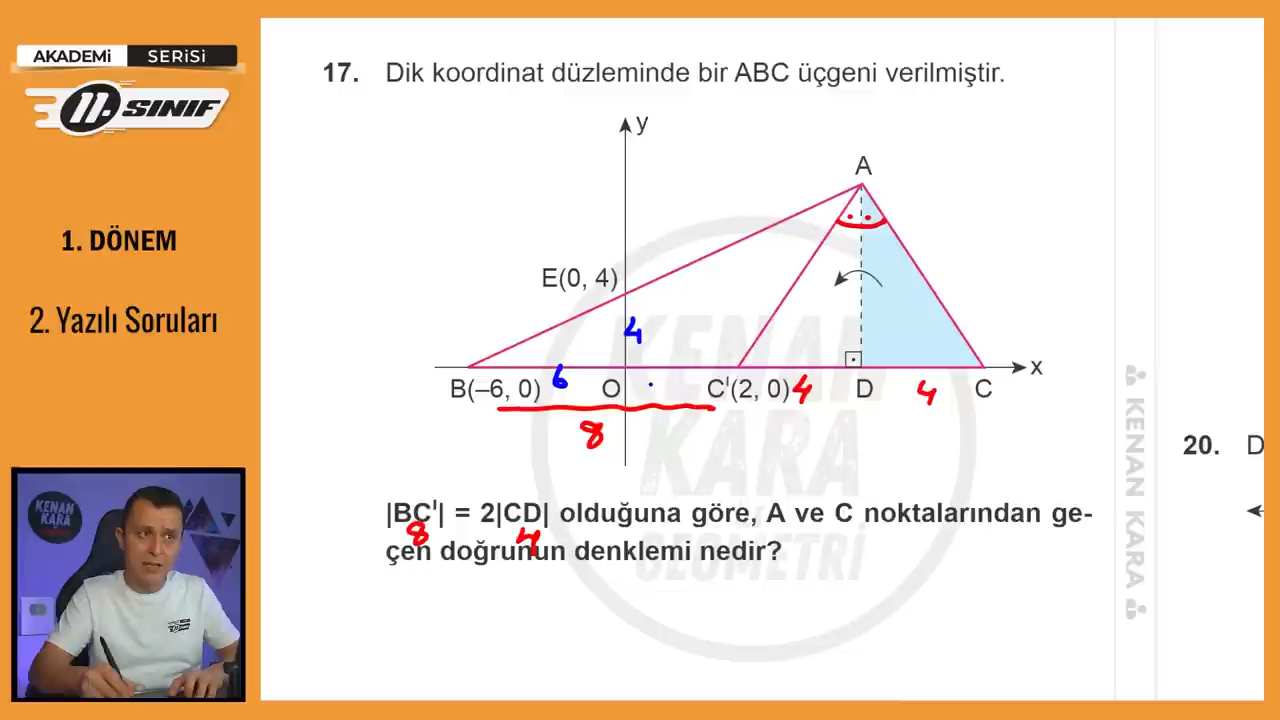 AKADEMİ SERİSİ
11. SINIF
1. DÖNEM
2. Yazılı Soruları
KENAN
KARA
17. Dik koordinat düzleminde bir ABC üçgeni verilmiştir.
y
A
E(0, 4)
4
x
B(–6, 0) 6 O C'(2, 0) 4 D 4 C
8
|BC'| = 2|CD| olduğuna göre, A ve C noktalarından ge-
8 4
çen doğrunun denklemi nedir?
KENAN
KARA
GEOMETRİ
KENAN KARA
20. D